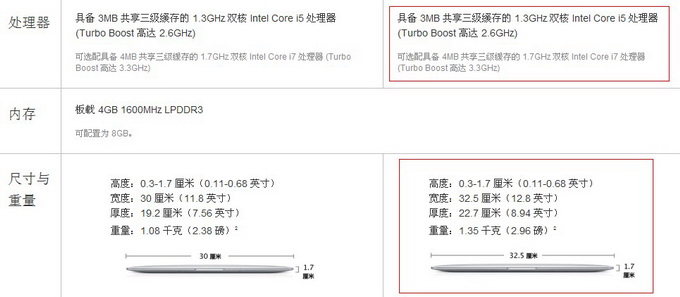 处理器
具备 3MB 共享三级缓存的 1.3GHz 双核 Intel Core i5 处理器
(Turbo Boost 高达 2.6GHz)
可选配具备 4MB 共享三级缓存的 1.7GHz 双核 Intel Core i7 处理器 (Turbo
Boost 高达 3.3GHz)
具备 3MB 共享三级缓存的 1.3GHz 双核 Intel Core i5 处理器
(Turbo Boost 高达 2.6GHz)
可选配具备 4MB 共享三级缓存的 1.7GHz 双核 Intel Core i7 处理器
(Turbo Boost 高达 3.3GHz)
内存
板载 4GB 1600MHz LPDDR3
可配置为 8GB。
尺寸与
重量
高度：0.3-1.7 厘米（0.11-0.68 英寸）
宽度：30 厘米（11.8 英寸）
厚度：19.2 厘米（7.56 英寸）
重量：1.08 千克（2.38 磅）²
30 厘米
1.7
厘米
高度：0.3-1.7 厘米（0.11-0.68 英寸）
宽度：32.5 厘米（12.8 英寸）
厚度：22.7 厘米（8.94 英寸）
重量：1.35 千克（2.96 磅）²
32.5 厘米
1.7
厘米